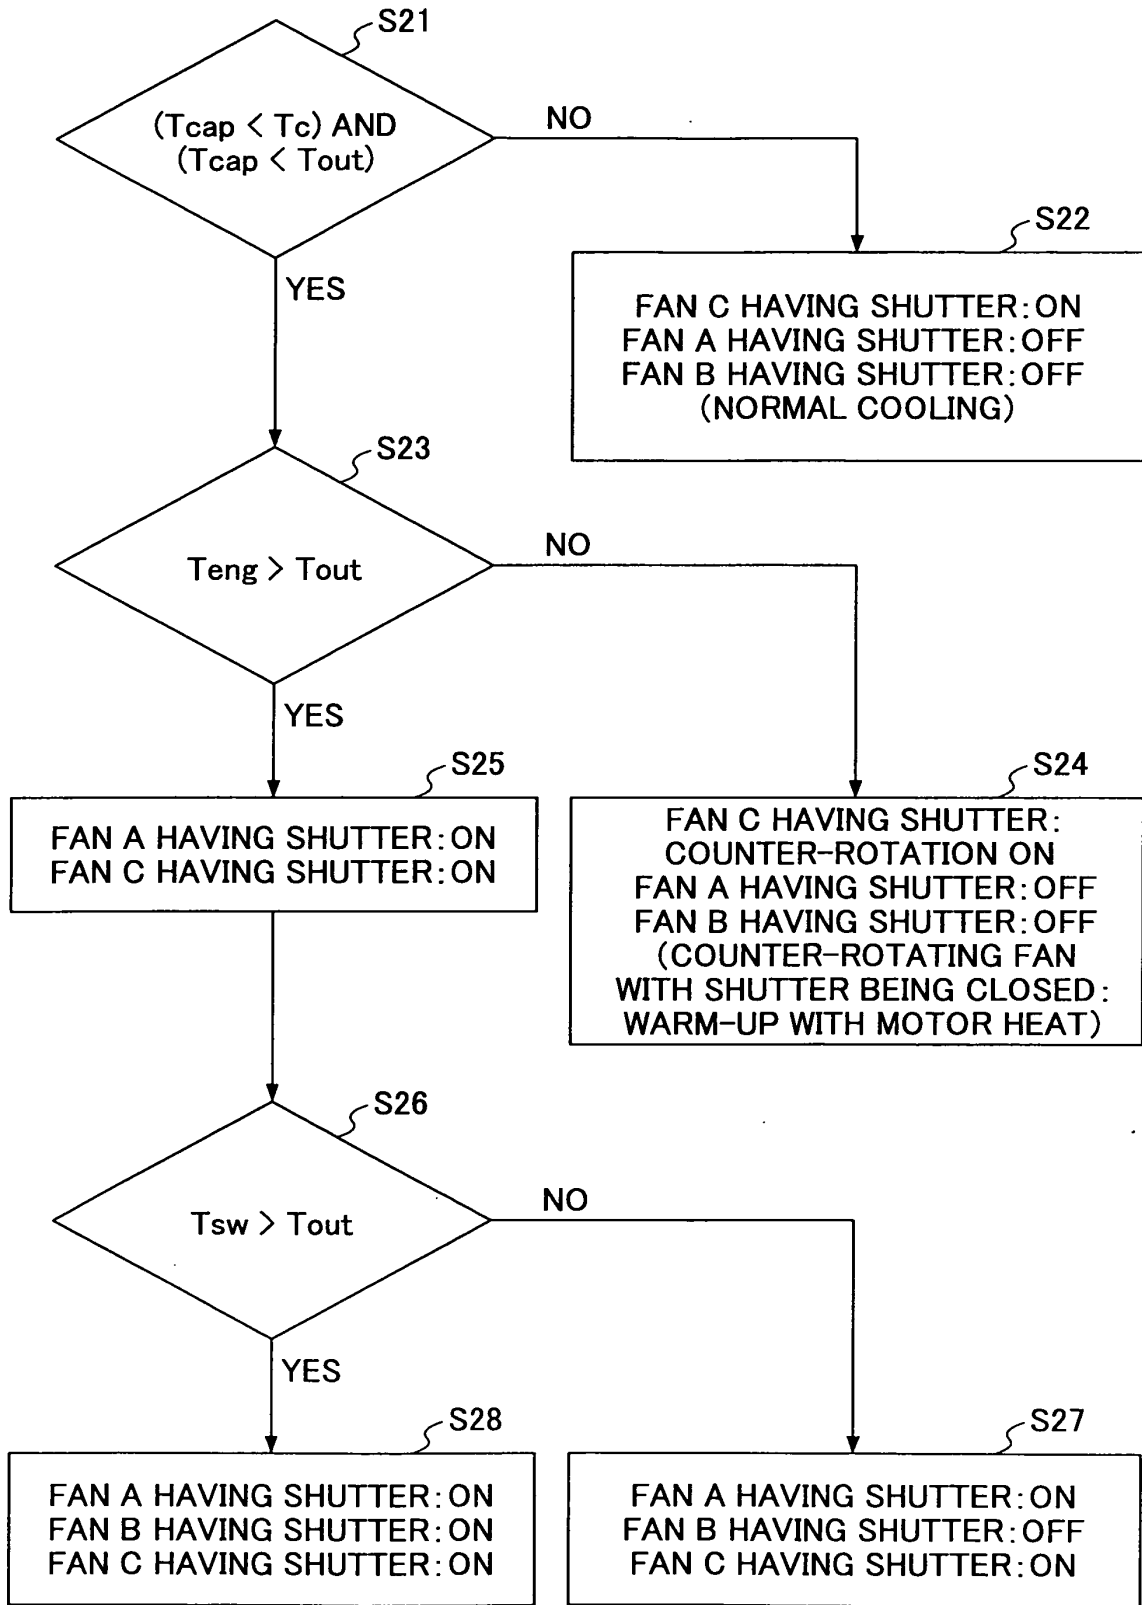 S21
(Tcap < Tc) AND
(Tcap < Tout)
NO
YES
S22
FAN C HAVING SHUTTER:ON
FAN A HAVING SHUTTER:OFF
FAN B HAVING SHUTTER:OFF
(NORMAL COOLING)
S23
Teng > Tout
NO
YES
S25
FAN A HAVING SHUTTER:ON
FAN C HAVING SHUTTER:ON
S24
FAN C HAVING SHUTTER:
COUNTER-ROTATION ON
FAN A HAVING SHUTTER:OFF
FAN B HAVING SHUTTER:OFF
(COUNTER-ROTATING FAN
WITH SHUTTER BEING CLOSED:
WARM-UP WITH MOTOR HEAT)
S26
Tsw > Tout
NO
YES
S28
FAN A HAVING SHUTTER:ON
FAN B HAVING SHUTTER:ON
FAN C HAVING SHUTTER:ON
S27
FAN A HAVING SHUTTER:ON
FAN B HAVING SHUTTER:OFF
FAN C HAVING SHUTTER:ON